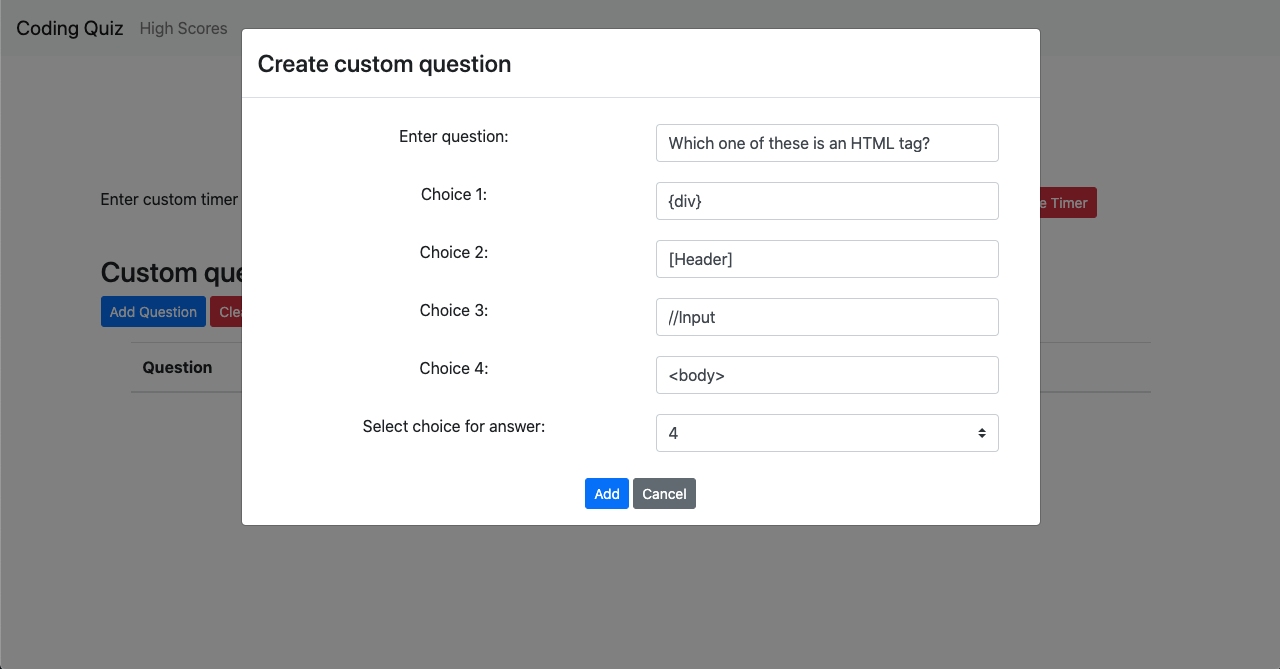 Coding Quiz High Scores
Create custom question
Enter question: Which one of these is an HTML tag?
Choice 1: {div}
Enter custom timer
e Timer
Choice 2: [Header]
Custom que
Choice 3: //Input
Add Question Clea
Choice 4: <body>
Question
Select choice for answer: 4
Add Cancel